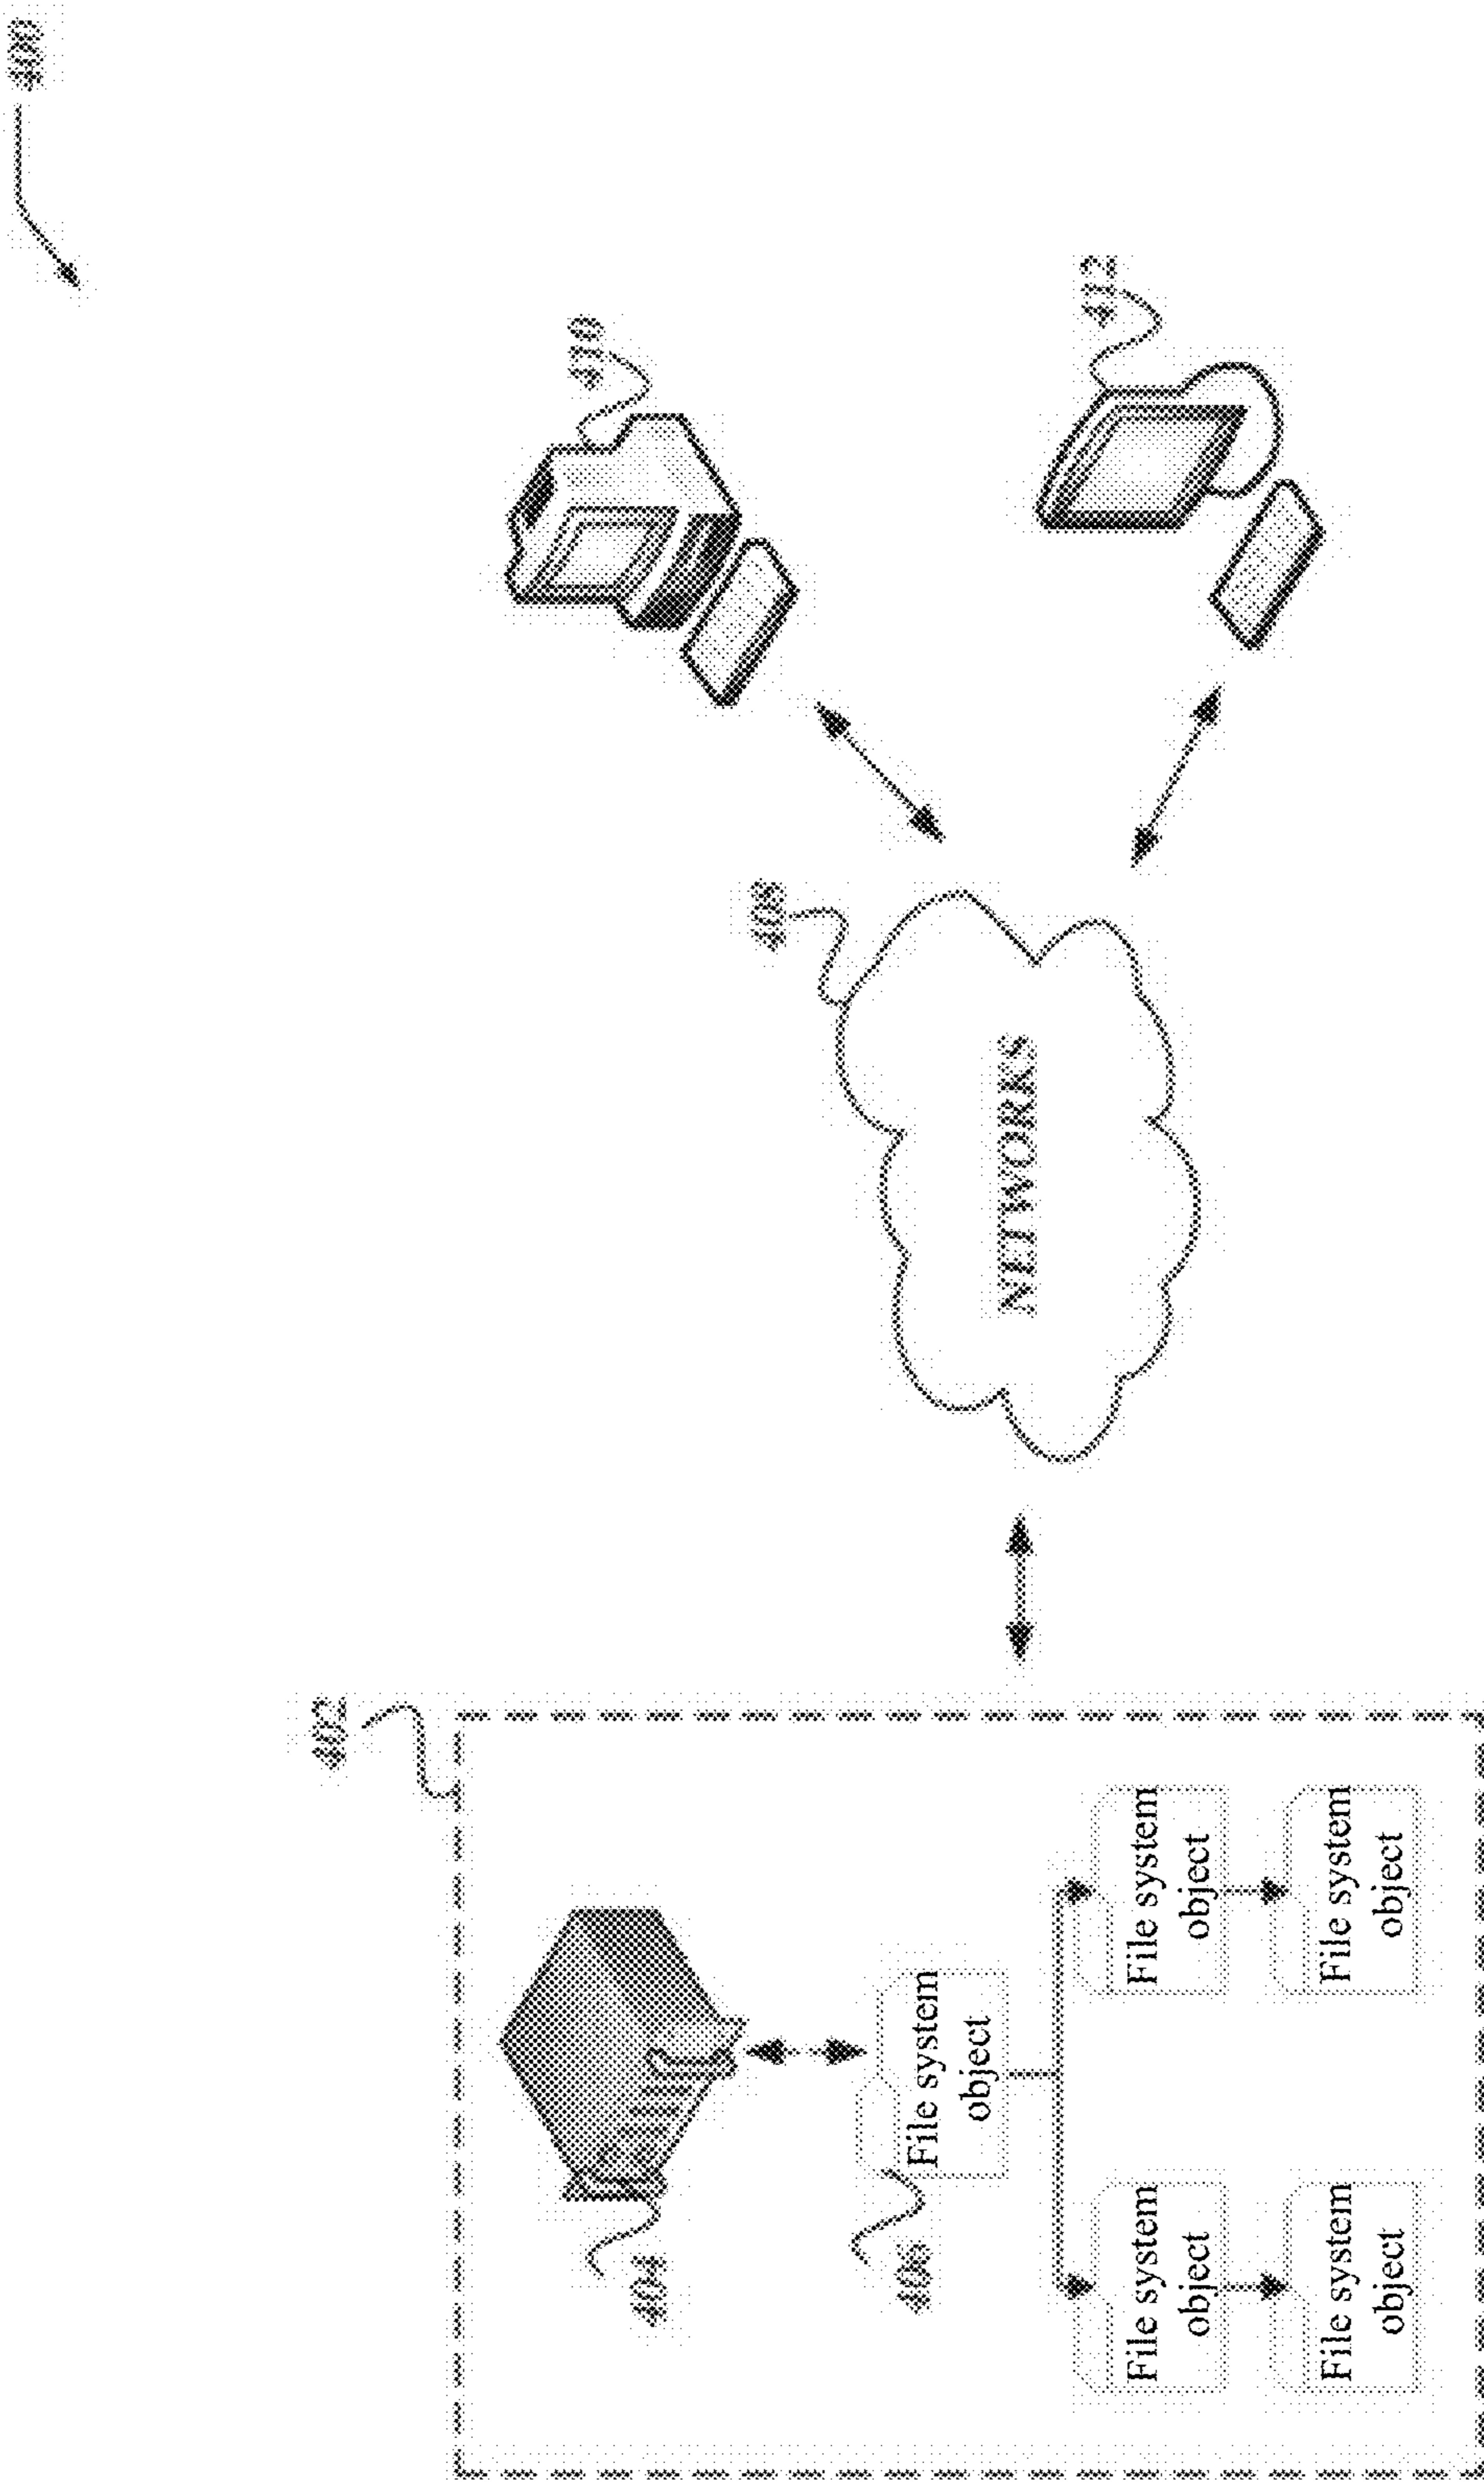 400
402
404
406
File system
object
File system
object
File system
object
File system
object
File system
object
NETWORKS
408
410
412